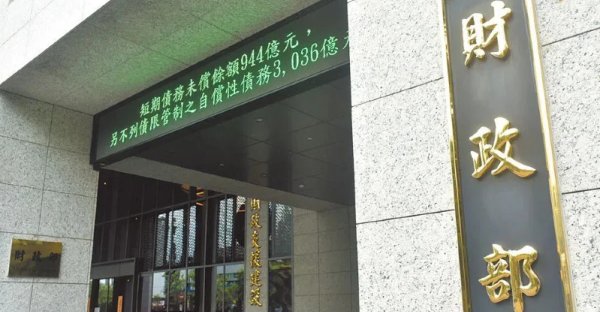 短期債務未償餘額944億元，
另不列債限管制之自償性債務3,036億元
財政部
財政部